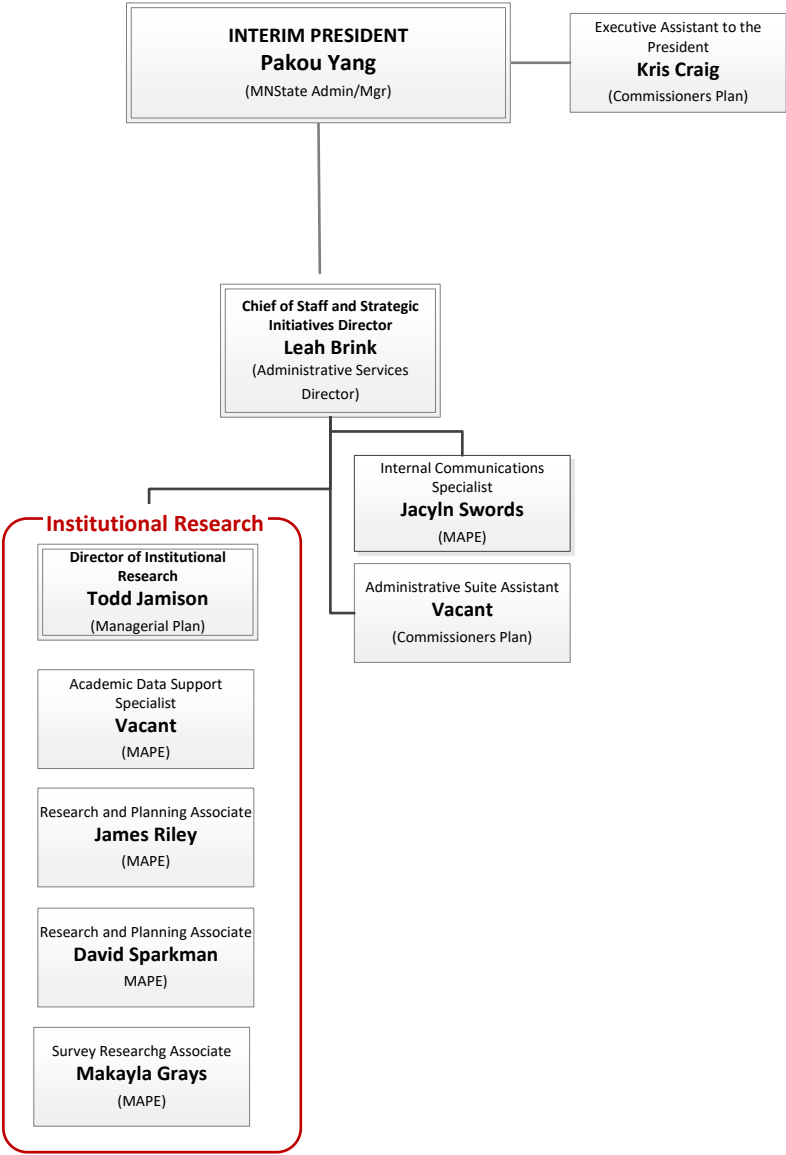 INTERIM PRESIDENT
Pakou Yang
(MNState Admin/Mgr)
Executive Assistant to the
President
Kris Craig
(Commissioners Plan)
Chief of Staff and Strategic
Initiatives Director
Leah Brink
(Administrative Services
Director)
Internal Communications
Specialist
Jacyln Swords
(MAPE)
Administrative Suite Assistant
Vacant
(Commissioners Plan)
Institutional Research
Director of Institutional
Research
Todd Jamison
(Managerial Plan)
Academic Data Support
Specialist
Vacant
(MAPE)
Research and Planning Associate
James Riley
(MAPE)
Research and Planning Associate
David Sparkman
MAPE)
Survey Researchg Associate
Makayla Grays
(MAPE)